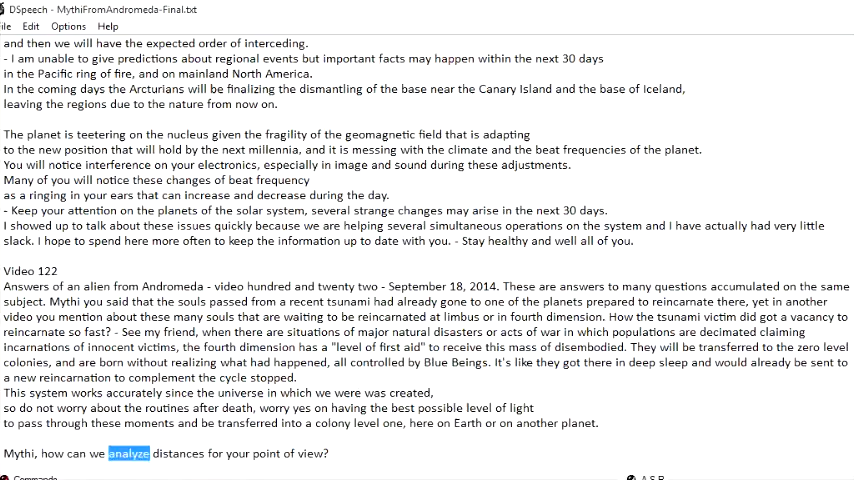 DSpeech - MythiFromAndromeda-Final.txt
ile Edit Options Help
and then we will have the expected order of interceding.
- I am unable to give predictions about regional events but important facts may happen within the next 30 days
in the Pacific ring of fire, and on mainland North America.
In the coming days the Arcturians will be finalizing the dismantling of the base near the Canary Island and the base of Iceland,
leaving the regions due to the nature from now on.
The planet is teetering on the nucleus given the fragility of the geomagnetic field that is adapting
to the new position that will hold by the next millennia, and it is messing with the climate and the beat frequencies of the planet.
You will notice interference on your electronics, especially in image and sound during these adjustments.
Many of you will notice these changes of beat frequency
as a ringing in your ears that can increase and decrease during the day.
- Keep your attention on the planets of the solar system, several strange changes may arise in the next 30 days.
I showed up to talk about these issues quickly because we are helping several simultaneous operations on the system and I have actually had very little
slack. I hope to spend here more often to keep the information up to date with you. - Stay healthy and well all of you.
Video 122
Answers of an alien from Andromeda - video hundred and twenty two - September 18, 2014. These are answers to many questions accumulated on the same
subject. Mythi you said that the souls passed from a recent tsunami had already gone to one of the planets prepared to reincarnate there, yet in another
video you mention about these many souls that are waiting to be reincarnated at limbus or in fourth dimension. How the tsunami victim did got a vacancy to
reincarnate so fast? - See my friend, when there are situations of major natural disasters or acts of war in which populations are decimated claiming
incarnations of innocent victims, the fourth dimension has a "level of first aid" to receive this mass of disembodied. They will be transferred to the zero level
colonies, and are born without realizing what had happened, all controlled by Blue Beings. It's like they got there in deep sleep and would already be sent to
a new reincarnation to complement the cycle stopped.
This system works accurately since the universe in which we were was created,
so do not worry about the routines after death, worry yes on having the best possible level of light
to pass through these moments and be transferred into a colony level one, here on Earth or on another planet.
Mythi, how can we analyze distances for your point of view?
Commands A.S.R.